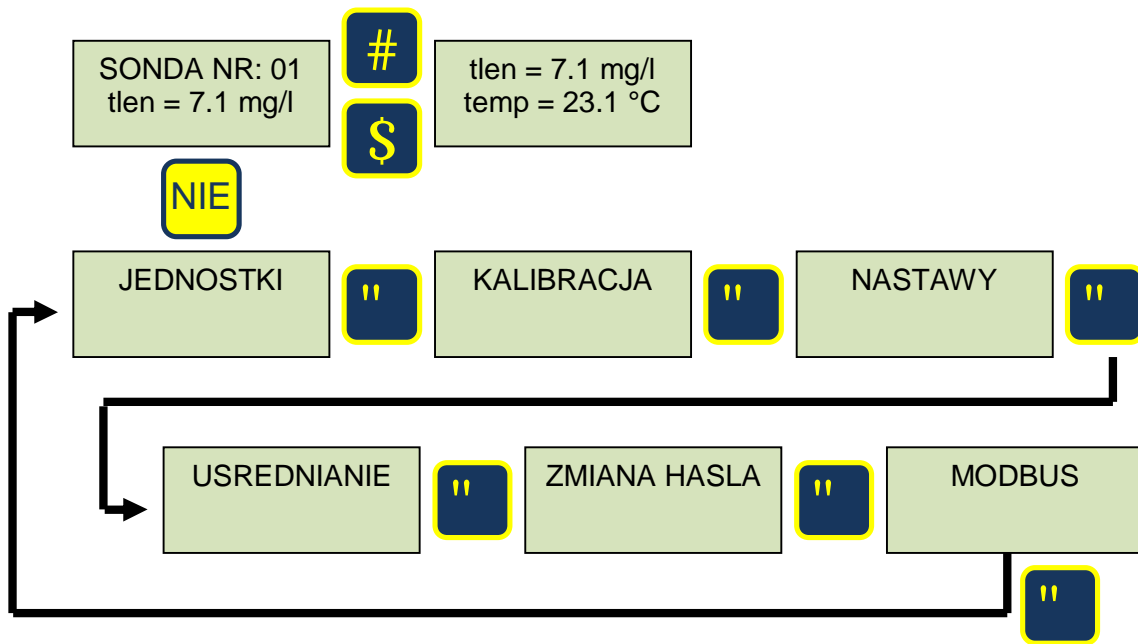 SONDA NR: 01
tlen = 7.1 mg/l
#
$
tlen = 7.1 mg/l
temp = 23.1 °C
NIE
JEDNOSTKI
"
KALIBRACJA
"
NASTAWY
"
USREDNIANIE
"
ZMIANA HASLA
"
MODBUS
"